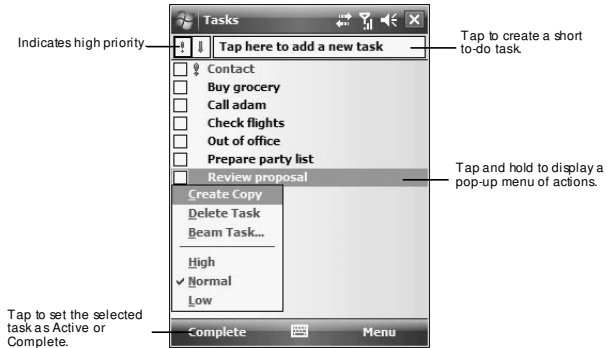 Tasks
Indicates high priority
Tap here to add a new task
Tap to create a short
to-do task.
Contact
Buy grocery
Call adam
Check flights
Out of office
Prepare party list
Review proposal
Tap and hold to display a
pop-up menu of actions.
Create Copy
Delete Task
Beam Task...
High
Normal
Low
Tap to set the selected
task as Active or
Complete.
Complete
Menu